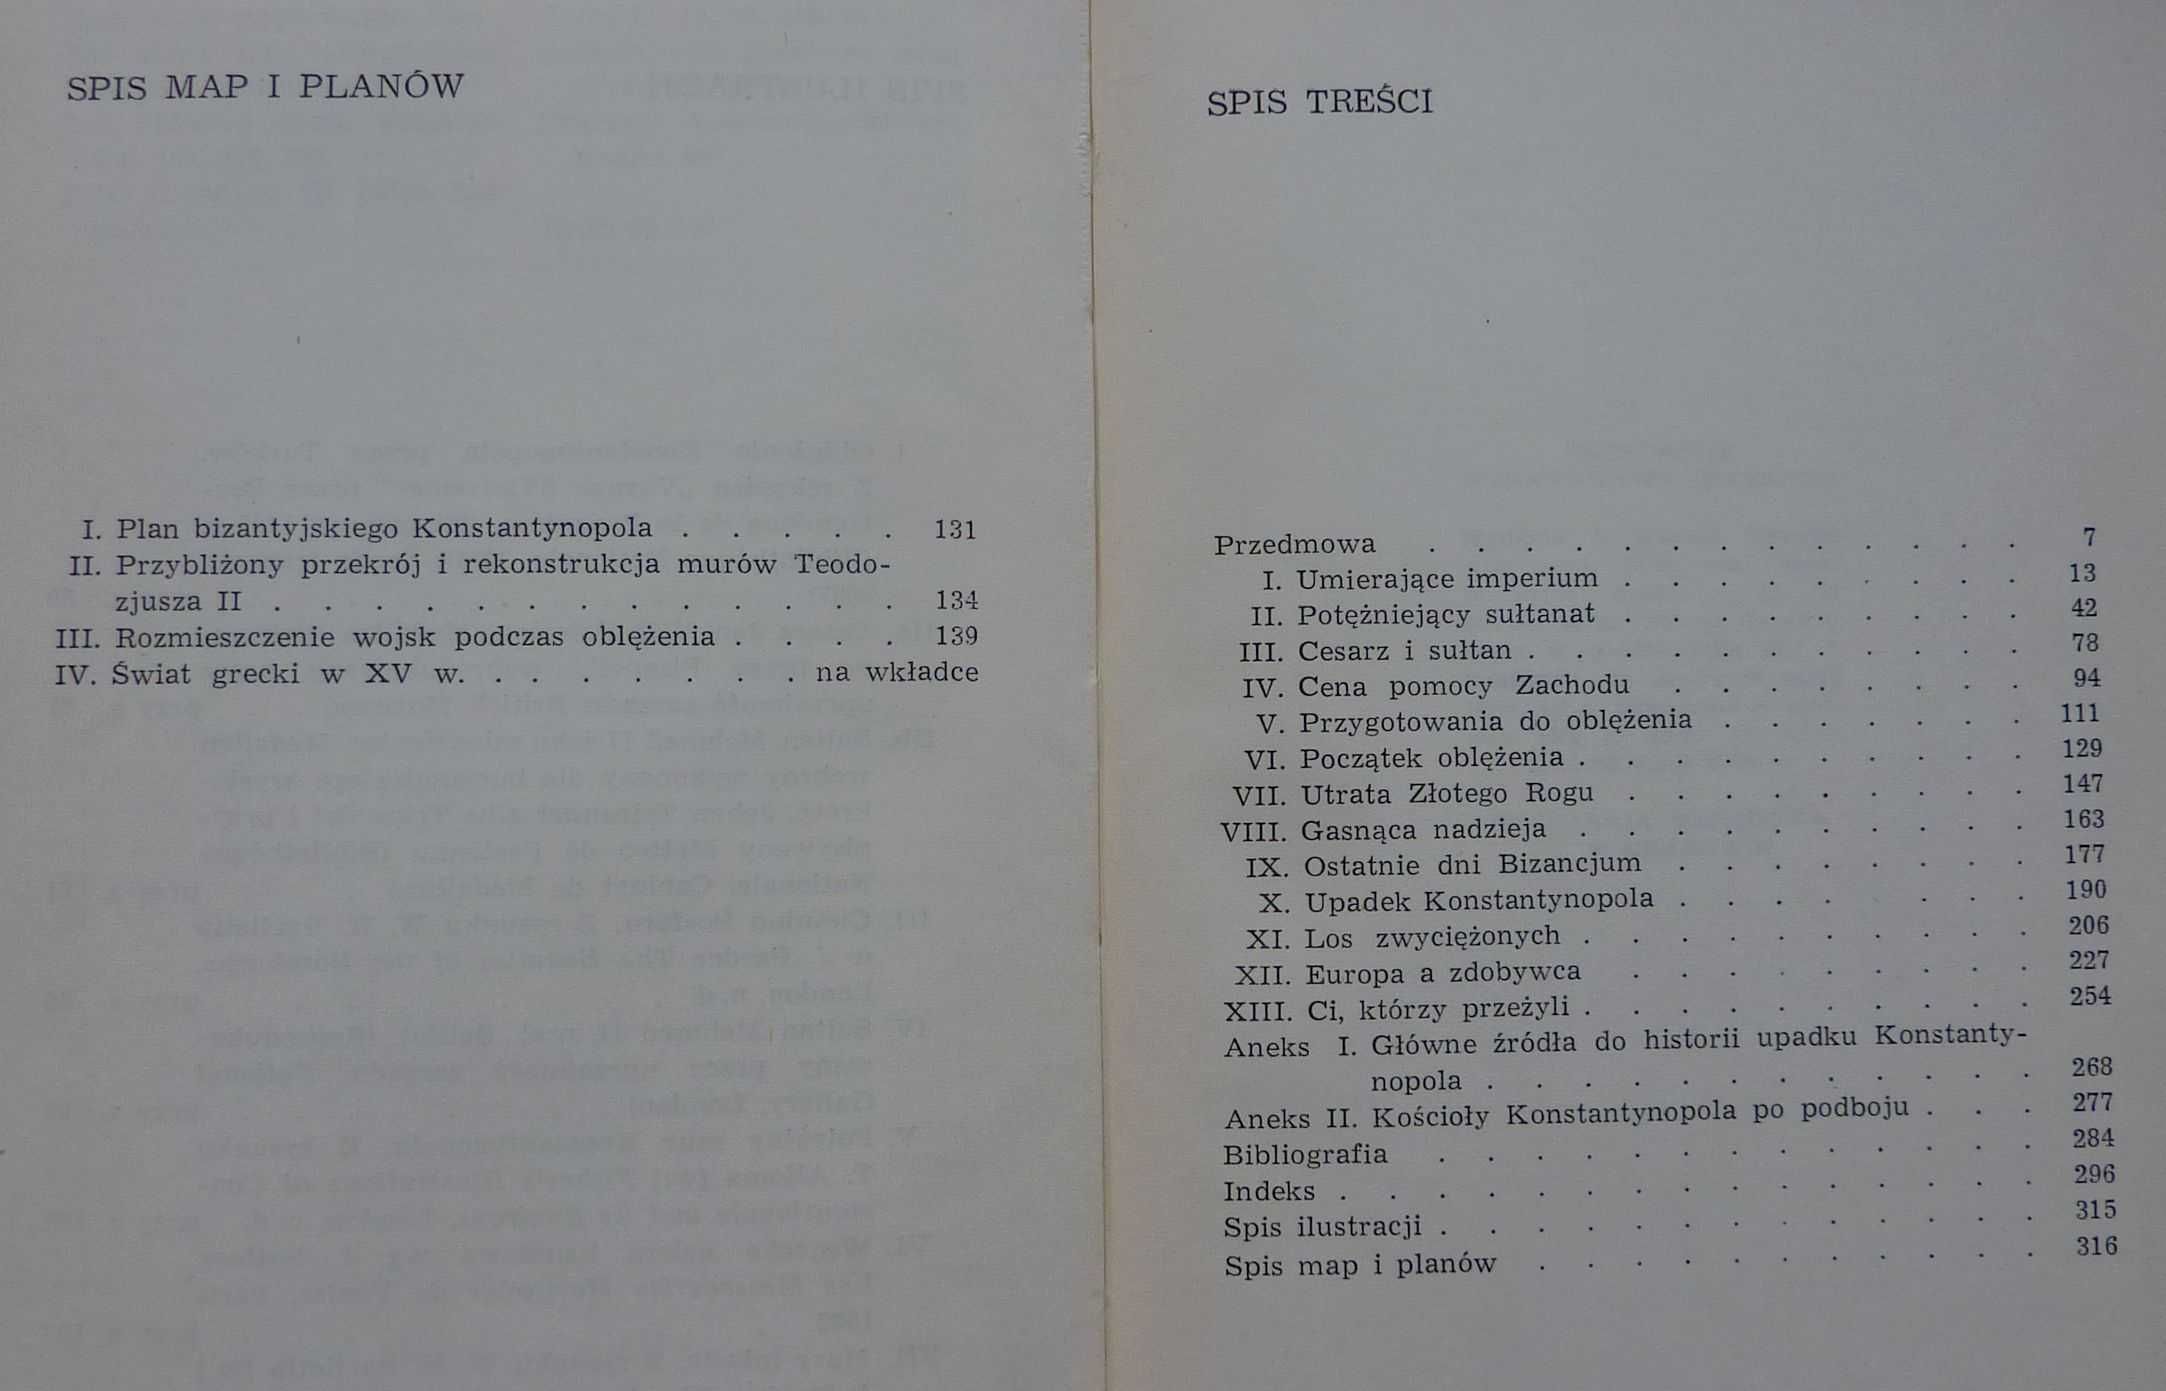 SPIS MAP I PLANÓW
I. Plan bizantyjskiego Konstantynopola . . . . . 131
II. Przybliżony przekrój i rekonstrukcja murów Teodo-
zjusza II . . . . . . . . . . . . . 134
III. Rozmieszczenie wojsk podczas oblężenia . . . . 139
IV. Świat grecki w XV w. . . . . . . . na wkładce
SPIS TREŚCI
Przedmowa . . . . . . . . . . . . . 7
I. Umierające imperium . . . . . . . . . 13
II. Potężniejący sułtanat . . . . . . . . . 42
III. Cesarz i sułtan . . . . . . . . . . . 78
IV. Cena pomocy Zachodu . . . . . . . . 94
V. Przygotowania do oblężenia . . . . . . . 111
VI. Początek oblężenia . . . . . . . . . . 129
VII. Utrata Złotego Rogu . . . . . . . . . 147
VIII. Gasnąca nadzieja . . . . . . . . . . 163
IX. Ostatnie dni Bizancjum . . . . . . . . 177
X. Upadek Konstantynopola . . . . . . . 190
XI. Los zwyciężonych . . . . . . . . . . 206
XII. Europa a zdobywca . . . . . . . . . 227
XIII. Ci, którzy przeżyli . . . . . . . . . . 254
Aneks I. Główne źródła do historii upadku Konstanty-
nopola . . . . . . . . . . . . 268
Aneks II. Kościoły Konstantynopola po podboju . . . 277
Bibliografia . . . . . . . . . . . . . 284
Indeks . . . . . . . . . . . . . . . 296
Spis ilustracji . . . . . . . . . . . . . 315
Spis map i planów . . . . . . . . . . . 316